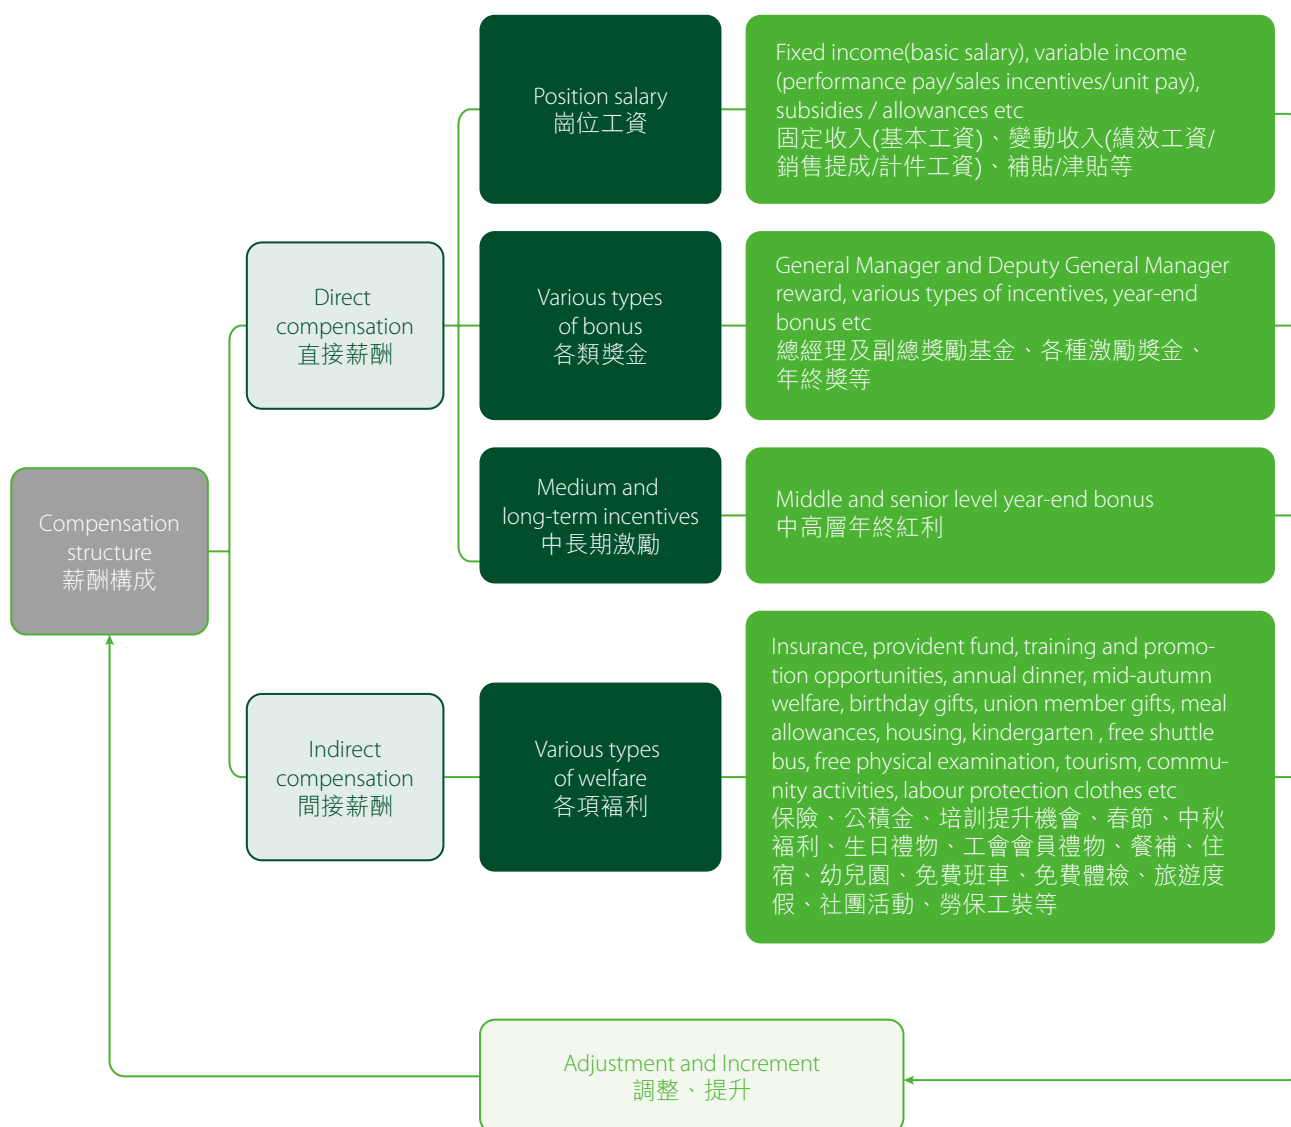 Position salary
崗位工資
Fixed income(basic salary), variable income
(performance pay/sales incentives/unit pay),
subsidies / allowances etc
固定收入(基本工資)、變動收入(績效工資/
銷售提成/計件工資)、補貼/津貼等
Direct
compensation
直接薪酬
Various types
of bonus
各類獎金
General Manager and Deputy General Manager
reward, various types of incentives, year-end
bonus etc
總經理及副總獎勵基金、各種激勵獎金、
年終獎等
Medium and
long-term incentives
中長期激勵
Middle and senior level year-end bonus
中高層年終紅利
Compensation
structure
薪酬構成
Indirect
compensation
間接薪酬
Various types
of welfare
各項福利
Insurance, provident fund, training and promo-
tion opportunities, annual dinner, mid-autumn
welfare, birthday gifts, union member gifts, meal
allowances, housing, kindergarten , free shuttle
bus, free physical examination, tourism, commu-
nity activities, labour protection clothes etc
保險、公積金、培訓提升機會、春節、中秋
福利、生日禮物、工會會員禮物、餐補、住
宿、幼兒園、免費班車、免費體檢、旅遊度
假、社團活動、勞保工裝等
Adjustment and Increment
調整、提升